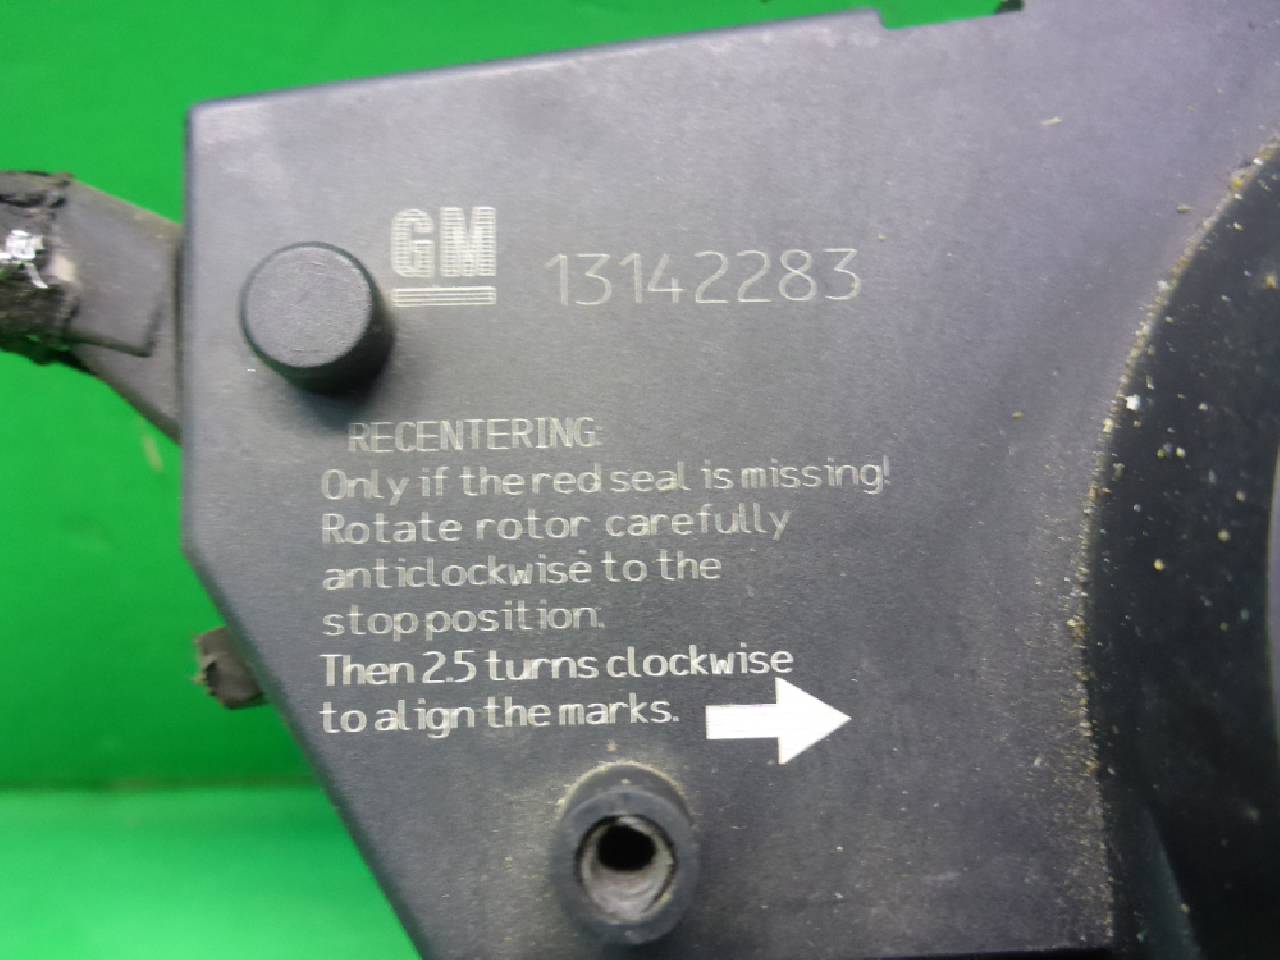 GM 13142283
RECENTERING:
Only if the red seal is missing!
Rotate rotor carefully
anticlockwise to the
stop position.
Then 2.5 turns clockwise
to align the marks.